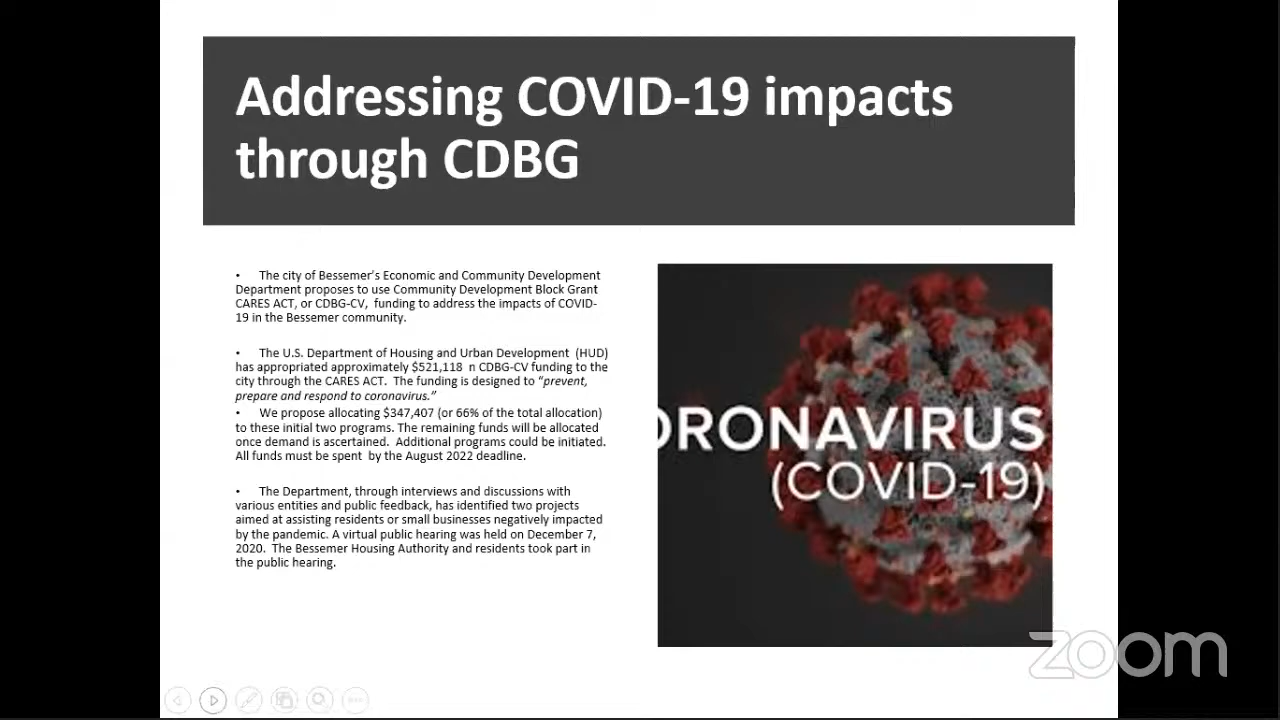 Addressing COVID-19 impacts
through CDBG
• The city of Bessemer's Economic and Community Development
Department proposes to use Community Development Block Grant
CARES ACT, or CDBG-CV, funding to address the impacts of COVID-
19 in the Bessemer community.
• The U.S. Department of Housing and Urban Development (HUD)
has appropriated approximately $521,118 n CDBG-CV funding to the
city through the CARES ACT. The funding is designed to "prevent,
prepare and respond to coronavirus."
• We propose allocating $347,407 (or 66% of the total allocation)
to these initial two programs. The remaining funds will be allocated
once demand is ascertained. Additional programs could be initiated.
All funds must be spent by the August 2022 deadline.
• The Department, through interviews and discussions with
various entities and public feedback, has identified two projects
aimed at assisting residents or small businesses negatively impacted
by the pandemic. A virtual public hearing was held on December 7,
2020. The Bessemer Housing Authority and residents took part in
the public hearing.
ORONAVIRUS
(COVID-19)
zoom